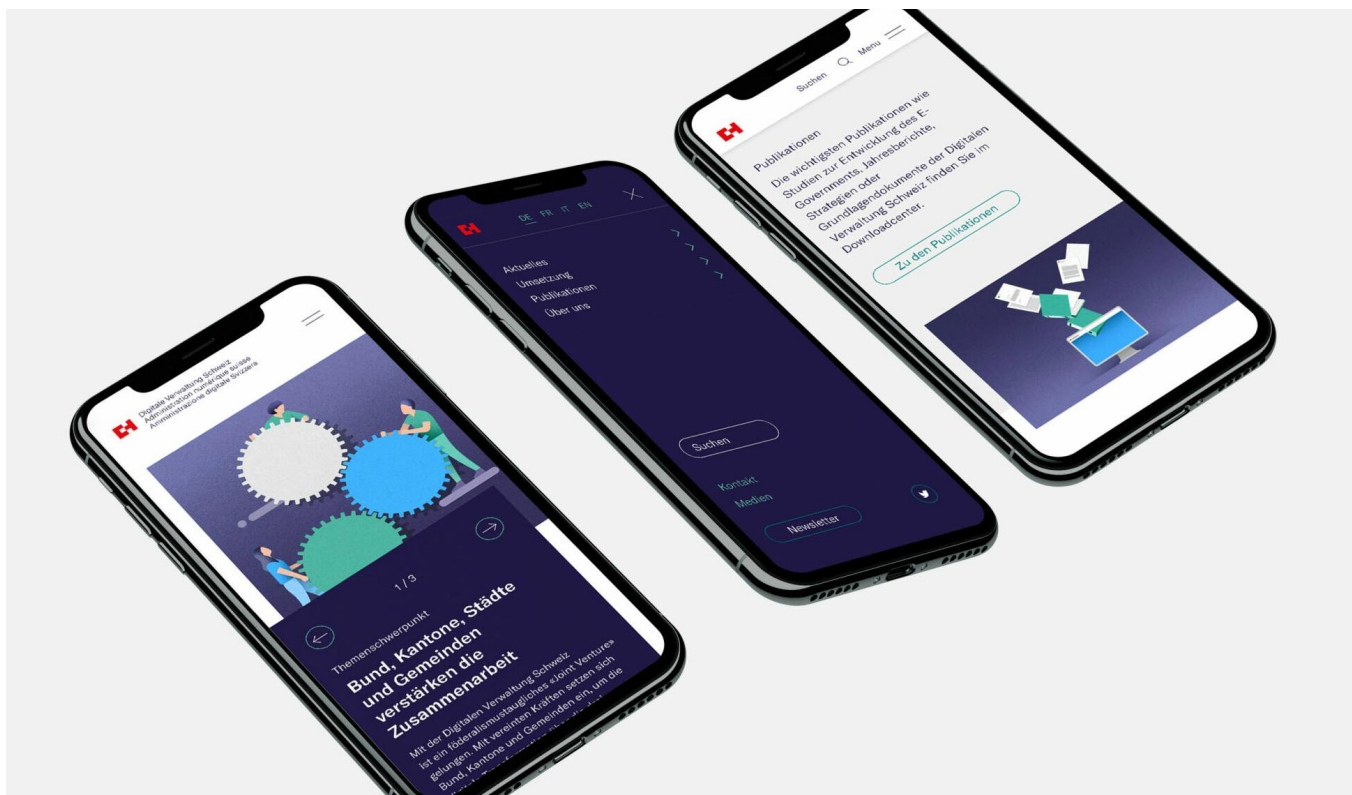 Digitale Verwaltung Schweiz
Administration numérique suisse
Amministrazione digitale Svizzera
1 / 3
Themenschwerpunkt
Bund, Kantone, Städte
und Gemeinden
verstärken die
Zusammenarbeit
Mit der Digitalen Verwaltung Schweiz
ist ein föderalismustaugliches «Joint Venture»
gelungen. Mit vereinten Kräften setzen sich
Bund, Kantone und Gemeinden ein, um die
DE FR IT EN
Aktuelles
Umsetzung
Publikationen
Über uns
Suchen
Kontakt
Medien
Newsletter
Suchen Menu
Publikationen
Die wichtigsten Publikationen wie
Studien zur Entwicklung des E-
Governments, Jahresberichte,
Strategien oder
Grundlagendokumente der Digitalen
Verwaltung Schweiz finden Sie im
Downloadcenter.
Zu den Publikationen